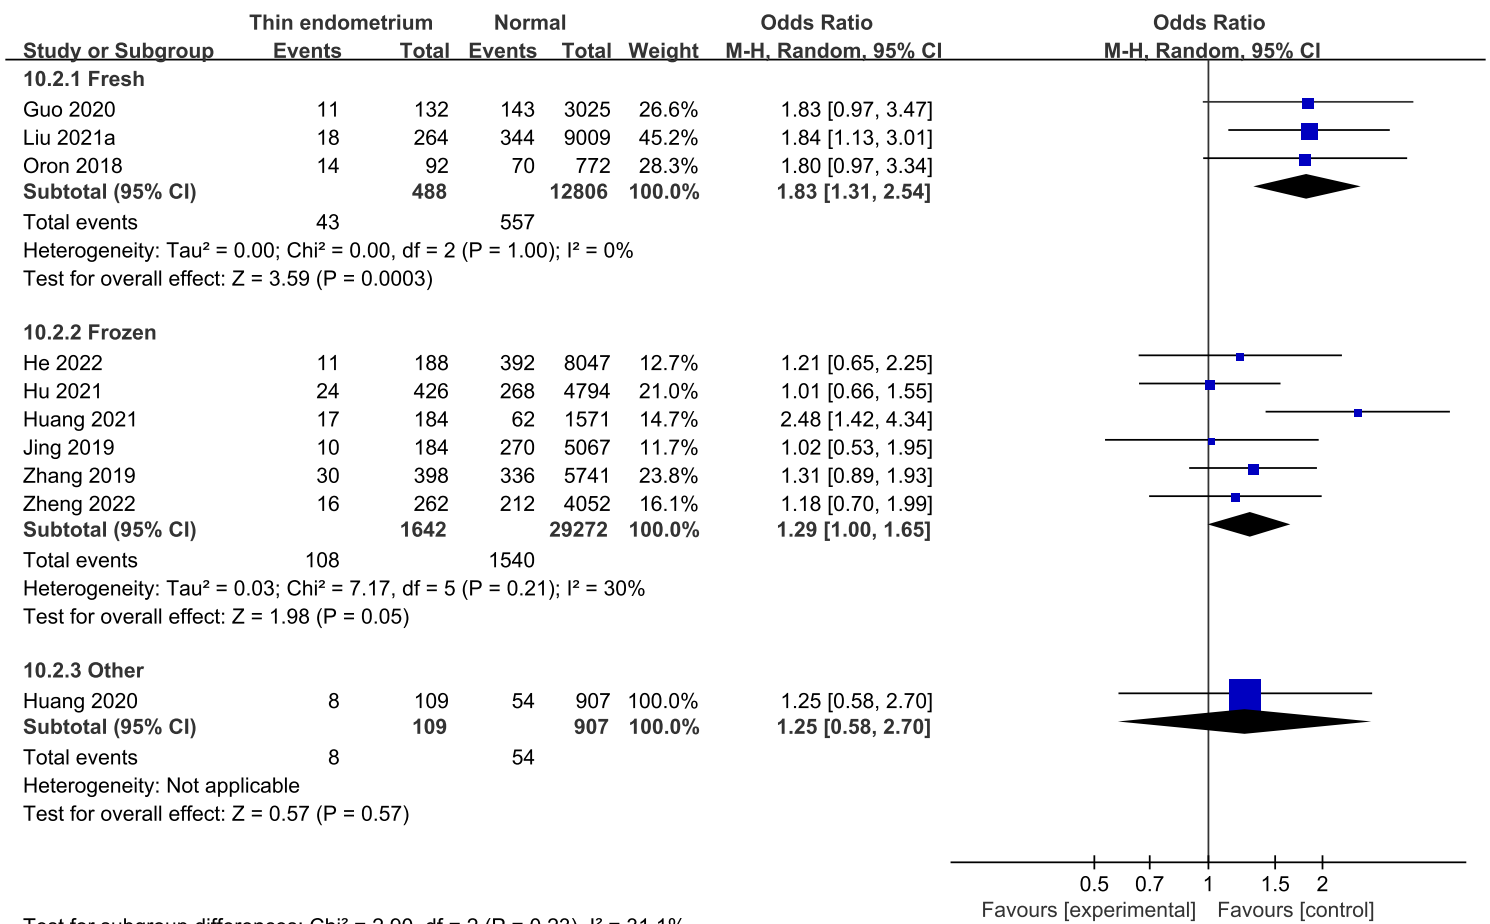 Thin endometrium Normal Odds Ratio Odds Ratio
Study or Subgroup Events Total Events Total Weight M-H, Random, 95% CI M-H, Random, 95% CI
10.2.1 Fresh
Guo 2020 11 132 143 3025 26.6% 1.83 [0.97, 3.47]
Liu 2021a 18 264 344 9009 45.2% 1.84 [1.13, 3.01]
Oron 2018 14 92 70 772 28.3% 1.80 [0.97, 3.34]
Subtotal (95% CI) 488 12806 100.0% 1.83 [1.31, 2.54]
Total events 43 557
Heterogeneity: Tau² = 0.00; Chi² = 0.00, df = 2 (P = 1.00); I² = 0%
Test for overall effect: Z = 3.59 (P = 0.0003)
10.2.2 Frozen
He 2022 11 188 392 8047 12.7% 1.21 [0.65, 2.25]
Hu 2021 24 426 268 4794 21.0% 1.01 [0.66, 1.55]
Huang 2021 17 184 62 1571 14.7% 2.48 [1.42, 4.34]
Jing 2019 10 184 270 5067 11.7% 1.02 [0.53, 1.95]
Zhang 2019 30 398 336 5741 23.8% 1.31 [0.89, 1.93]
Zheng 2022 16 262 212 4052 16.1% 1.18 [0.70, 1.99]
Subtotal (95% CI) 1642 29272 100.0% 1.29 [1.00, 1.65]
Total events 108 1540
Heterogeneity: Tau² = 0.03; Chi² = 7.17, df = 5 (P = 0.21); I² = 30%
Test for overall effect: Z = 1.98 (P = 0.05)
10.2.3 Other
Huang 2020 8 109 54 907 100.0% 1.25 [0.58, 2.70]
Subtotal (95% CI) 109 907 100.0% 1.25 [0.58, 2.70]
Total events 8 54
Heterogeneity: Not applicable
Test for overall effect: Z = 0.57 (P = 0.57)
0.5 0.7 1 1.5 2
Favours [experimental] Favours [control]
Test for subgroup differences: Chi² = 2.90, df = 2 (P = 0.23), I² = 31.1%